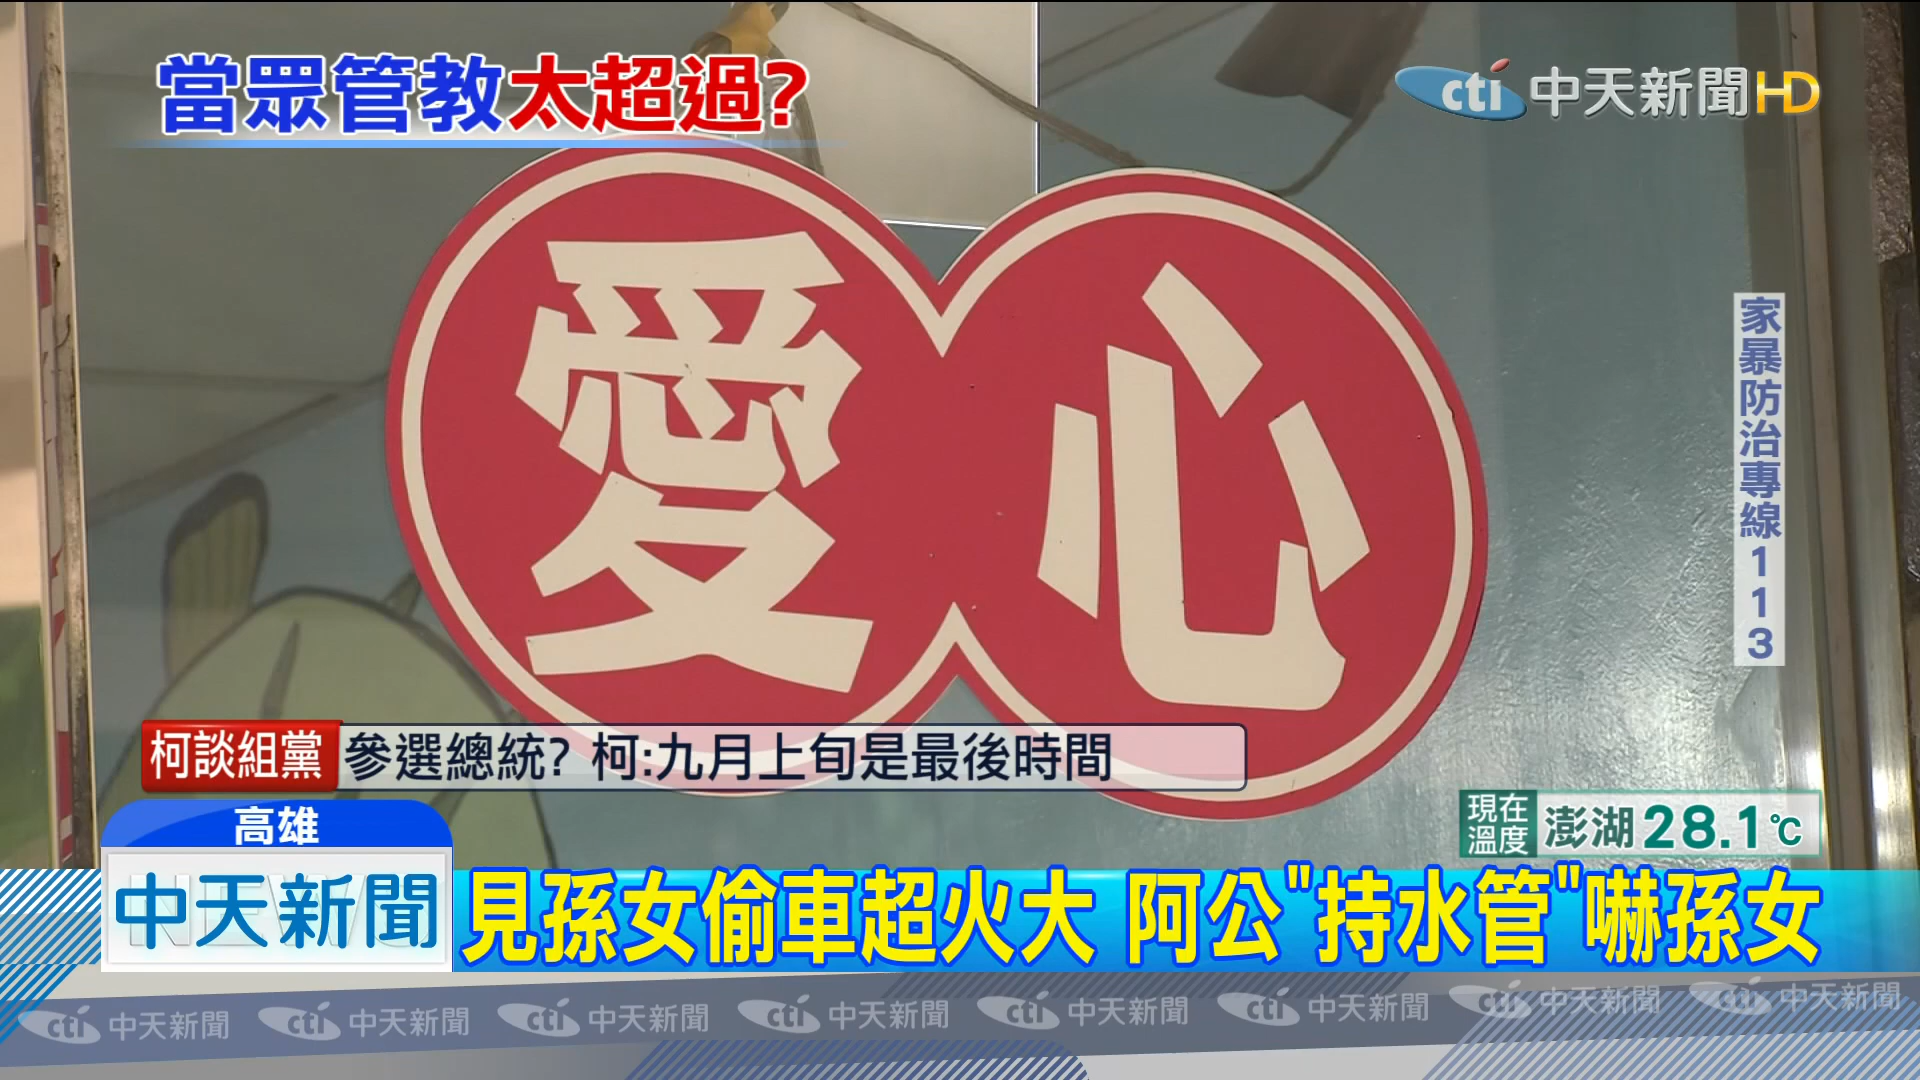 當眾管教太超過?
cti 中天新聞HD
愛心
家暴防治專線113
柯談組黨 參選總統? 柯:九月上旬是最後時間
現在溫度 澎湖28.1℃
高雄
中天新聞
NEWS
見孫女偷車超火大 阿公"持水管"嚇孫女
cti 中天新聞 cti 中天新聞 cti 中天新聞 cti 中天新聞 cti 中天新聞 cti 中天新聞 cti 中天新聞 cti 中天新聞